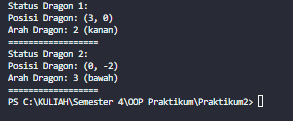 Status Dragon 1:
Posisi Dragon: (3, 0)
Arah Dragon: 2 (kanan)
==================
Status Dragon 2:
Posisi Dragon: (0, -2)
Arah Dragon: 3 (bawah)
==================
PS C:\KULIAH\Semester 4\OOP Praktikum\Praktikum2>